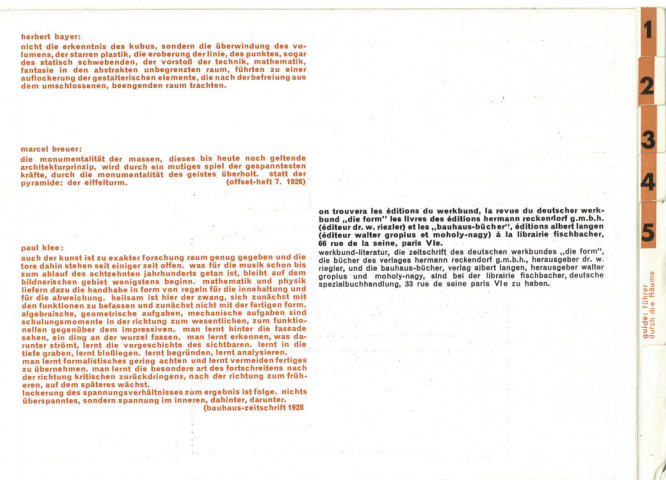 herbert bayer:
nicht die erkenntnis des kubus, sondern die überwindung des vo-
lumens, der starren plastik, die eroberung der linie, des punktes, sogar
des statisch schwebenden, der vorstoß der technik, mathematik,
fantasie in den abstrakten unbegrenzten raum, führten zu einer
auflockerung der gestalterischen elemente, die nach der befreiung aus
dem umschlossenen, beengenden raum trachten.
marcel breuer:
die monumentalität der massen, dieses bis heute noch geltende
architekturprinzip, wird durch ein mutiges spiel der gespanntesten
kräfte, durch die monumentalität des geistes überholt. statt der
pyramide: der eiffelturm. (offset-heft 7. 1926)
paul klee:
auch der kunst ist zu exakter forschung raum genug gegeben und die
tore dahin stehen seit einiger zeit offen. was für die musik schon bis
zum ablauf des achtzehnten jahrhunderts getan ist, bleibt auf dem
bildnerischen gebiet wenigstens beginn. mathematik und physik
liefern dazu die handhabe in form von regeln für die innehaltung und
für die abweichung. heilsam ist hier der zwang, sich zunächst mit
den funktionen zu befassen und zunächst nicht mit der fertigen form.
algebraische, geometrische aufgaben, mechanische aufgaben sind
schulungsmomente in der richtung zum wesentlichen, zum funktio-
nellen gegenüber dem impressiven. man lernt hinter die fassade
sehen, ein ding an der wurzel fassen. man lernt erkennen, was da-
runter strömt, lernt die vorgeschichte des sichtbaren. lernt in die
tiefe graben, lernt bloßlegen. lernt begründen, lernt analysieren.
man lernt formalistisches gering achten und lernt vermeiden fertiges
zu übernehmen. man lernt die besondere art des fortschreitens nach
der richtung kritischen zurückdringens, nach der richtung zum früh-
eren, auf dem späteres wächst.
lockerung des spannungsverhältnisses zum ergebnis ist folge. nichts
überspanntes, sondern spannung im inneren, dahinter, darunter.
(bauhaus-zeitschrift 1928
on trouvera les éditions du werkbund, la revue du deutscher werk-
bund „die form" les livres des éditions hermann reckendorf g.m.b.h.
(éditeur dr. w. riezler) et les „bauhaus-bücher", éditions albert langen
(éditeur walter gropius et moholy-nagy) à la librairie fischbacher,
66 rue de la seine, paris VIe.
werkbund-literatur, die zeitschrift des deutschen werkbundes „die form",
die bücher des verlages hermann reckendorf g.m.b.h., herausgeber dr. w.
riegler, und die bauhaus-bücher, verlag albert langen, herausgeber walter
gropius und moholy-nagy, sind bei der librairie fischbacher, deutsche
spezialbuchhandlung, 33 rue de seine paris VIe zu haben.
1
2
3
4
5
guide: führer
durch die Räume